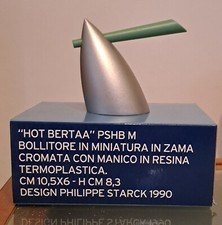 "HOT BERTAA" PSHB M
BOLLITORE IN MINIATURA IN ZAMA
CROMATA CON MANICO IN RESINA
TERMOPLASTICA.
CM 10,5X6 - H CM 8,3
DESIGN PHILIPPE STARCK 1990